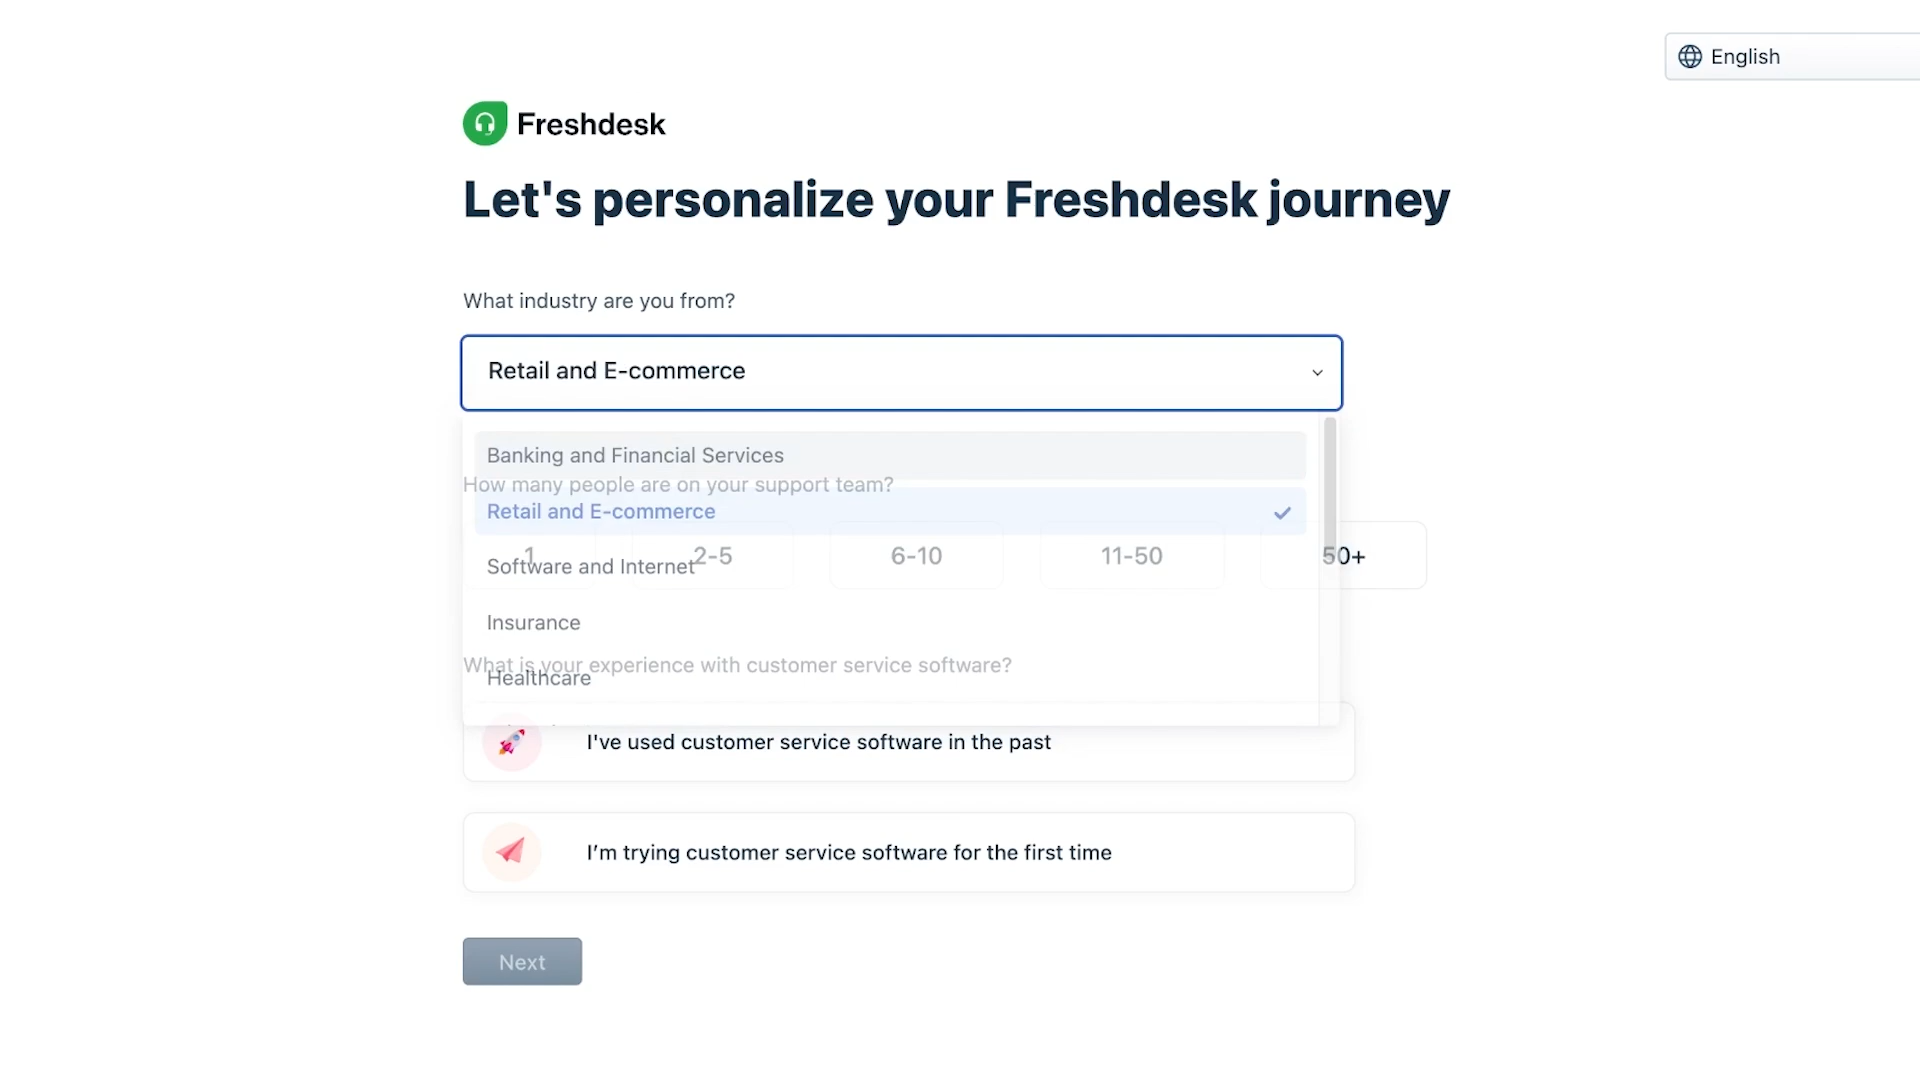 English
Freshdesk
Let's personalize your Freshdesk journey
What industry are you from?
Retail and E-commerce
Banking and Financial Services
How many people are on your support team?
Retail and E-commerce
1 2-5 6-10 11-50 50+
Software and Internet
Insurance
What is your experience with customer service software?
Healthcare
I've used customer service software in the past
I’m trying customer service software for the first time
Next